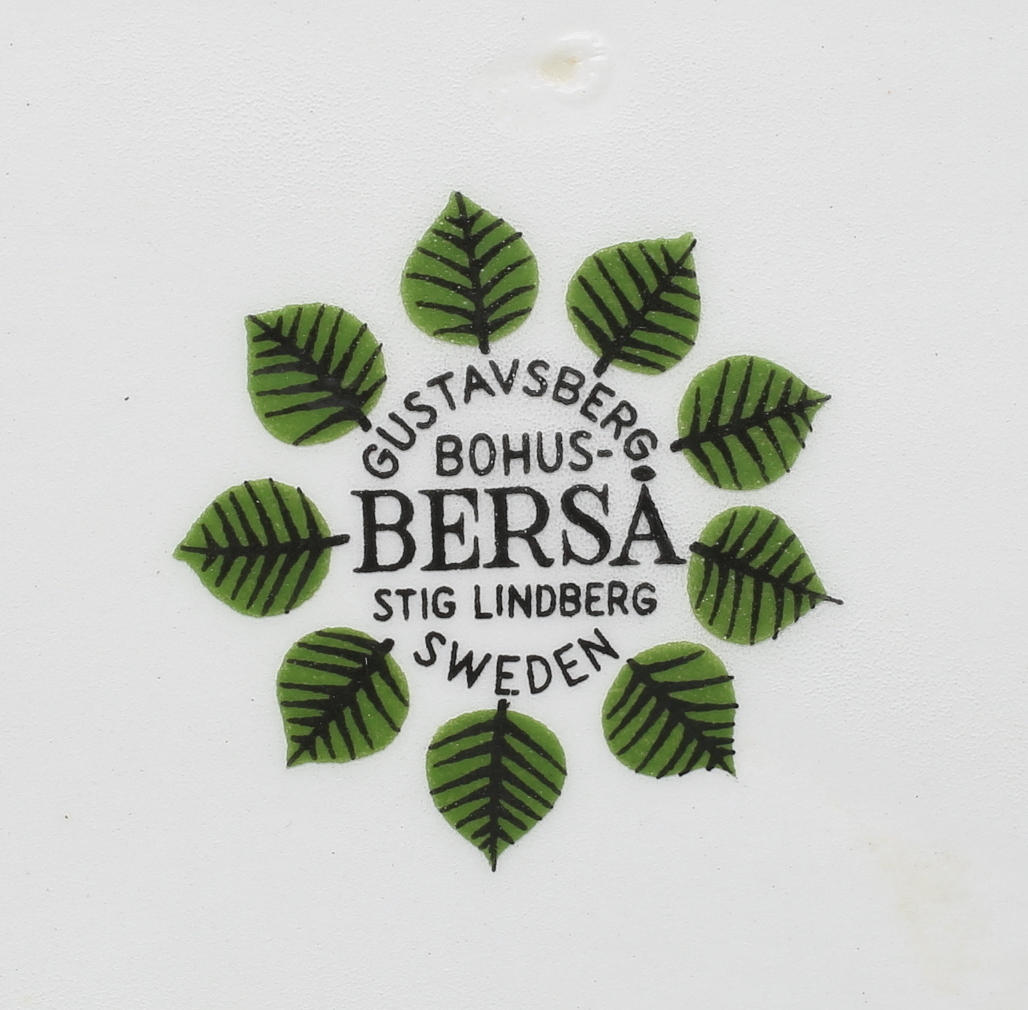 GUSTAVSBERG
BOHUS-
BERSÅ
STIG LINDBERG
SWEDEN